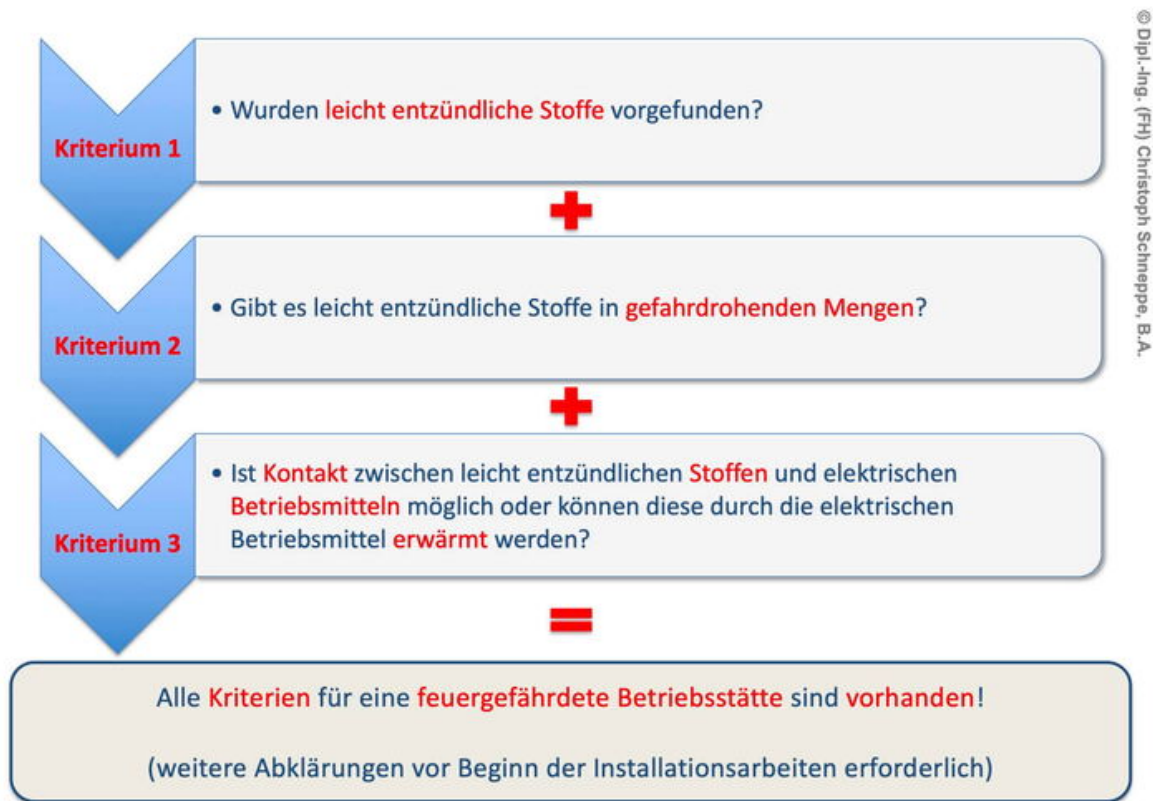 Kriterium 1
• Wurden leicht entzündliche Stoffe vorgefunden?
+
Kriterium 2
• Gibt es leicht entzündliche Stoffe in gefahrdrohenden Mengen?
+
Kriterium 3
• Ist Kontakt zwischen leicht entzündlichen Stoffen und elektrischen
Betriebsmitteln möglich oder können diese durch die elektrischen
Betriebsmittel erwärmt werden?
=
Alle Kriterien für eine feuergefährdete Betriebsstätte sind vorhanden!
(weitere Abklärungen vor Beginn der Installationsarbeiten erforderlich)
© Dipl.-Ing. (FH) Christoph Schneppe, B.A.